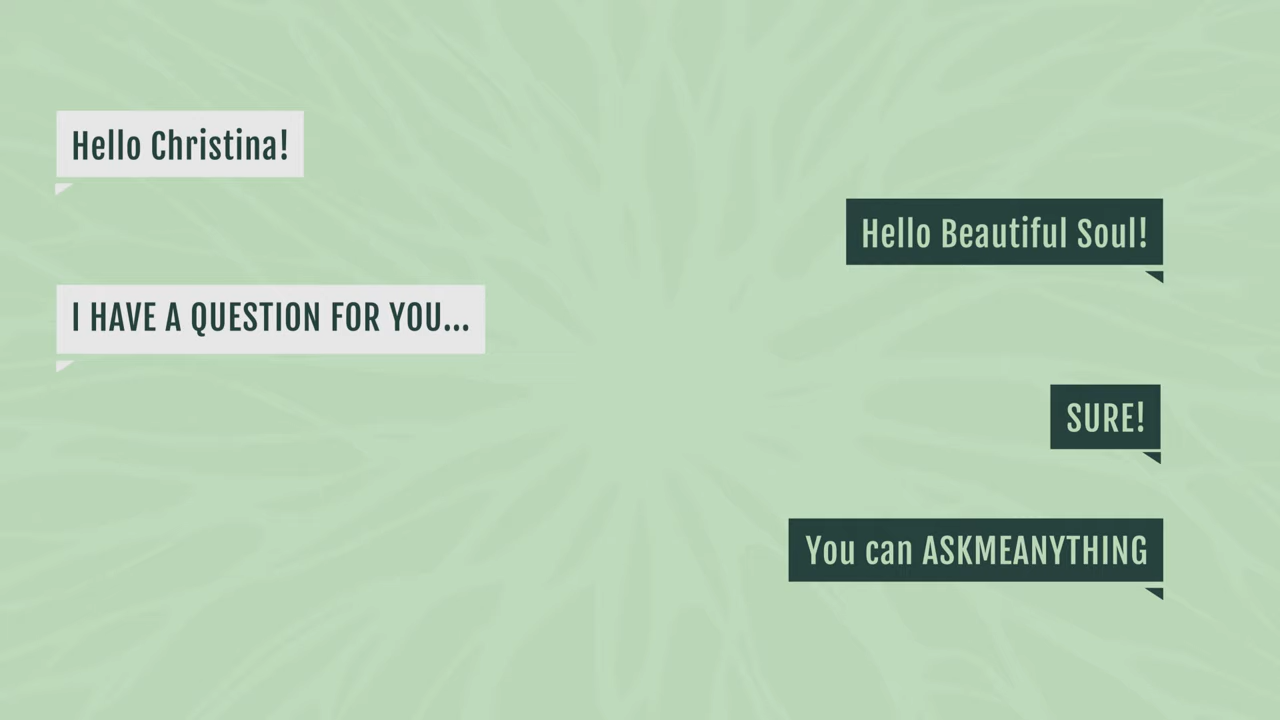 Hello Christina!
Hello Beautiful Soul!
I HAVE A QUESTION FOR YOU...
SURE!
You can ASKMEANYTHING